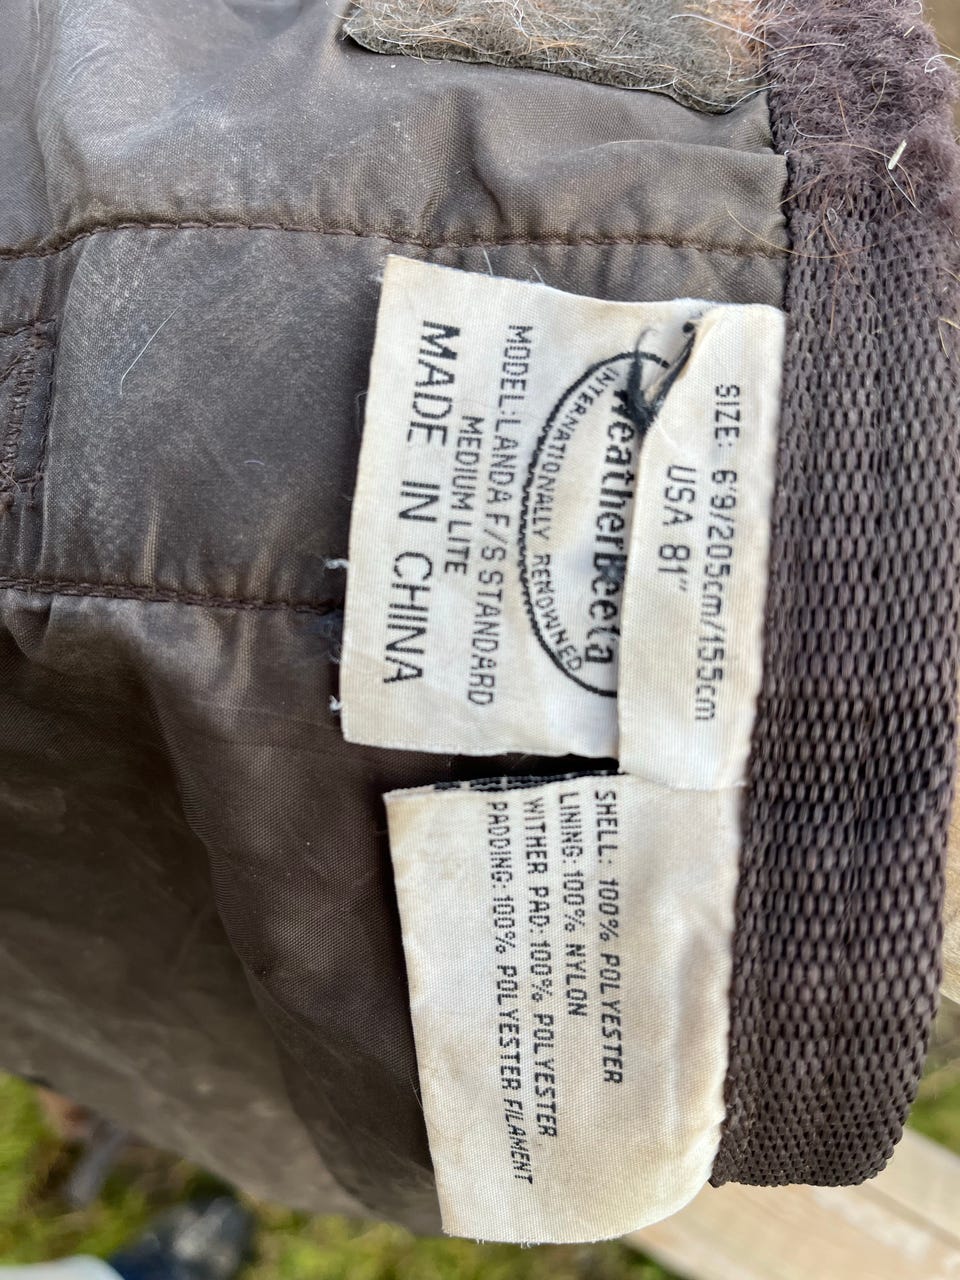 SIZE: 6'9/205cm/155cm
USA 81"
WeatherBeeta
INTERNATIONALLY RENOWNED
MODEL:LANDA F/S STANDARD
MEDIUM LITE
MADE IN CHINA
SHELL: 100% POLYESTER
LINING:100% NYLON
WITHER PAD:100% POLYESTER
PADDING:100% POLYESTER FILAMENT